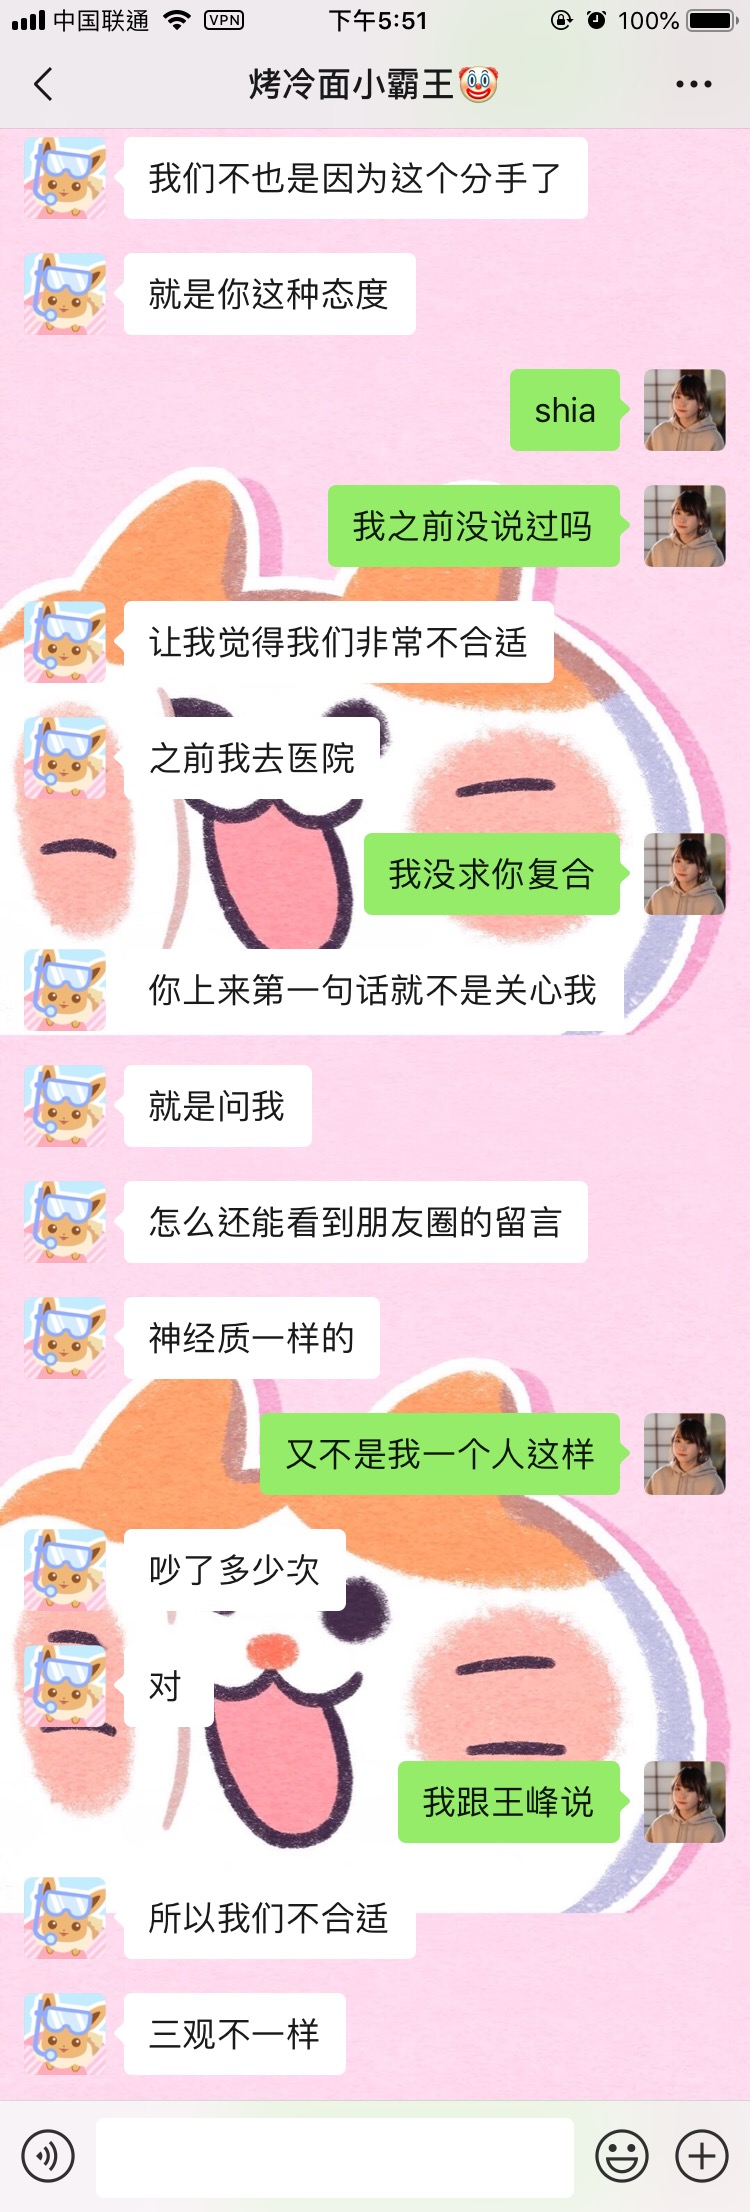 中国联通 VPN 下午5:51 100%
烤冷面小霸王🤡
我们不也是因为这个分手了
就是你这种态度
shia
我之前没说过吗
让我觉得我们非常不合适
之前我去医院
我没求你复合
你上来第一句话就不是关心我
就是问我
怎么还能看到朋友圈的留言
神经质一样的
又不是我一个人这样
吵了多少次
对
我跟王峰说
所以我们不合适
三观不一样